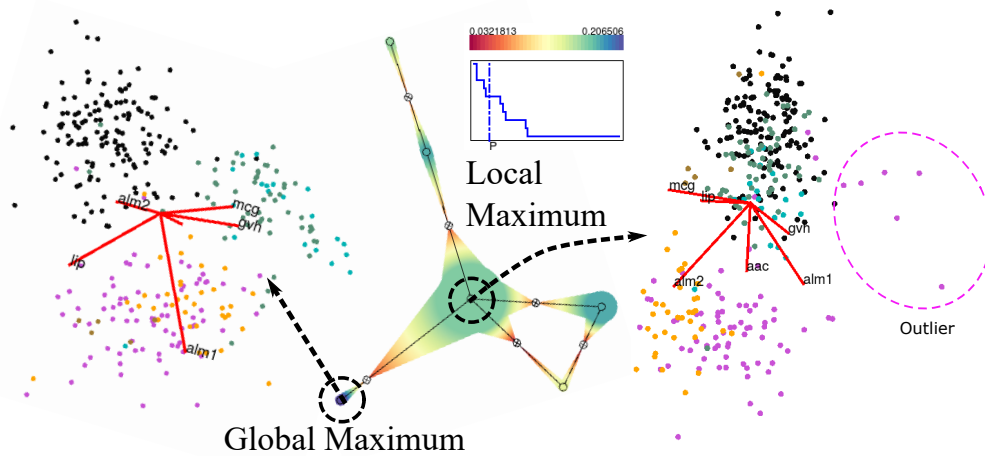 0.0321813
0.206506
P
Local
Maximum
alm2
mcg
gvh
lip
alm1
Global Maximum
mcg
lip
gvh
alm2
aac
alm1
Outlier